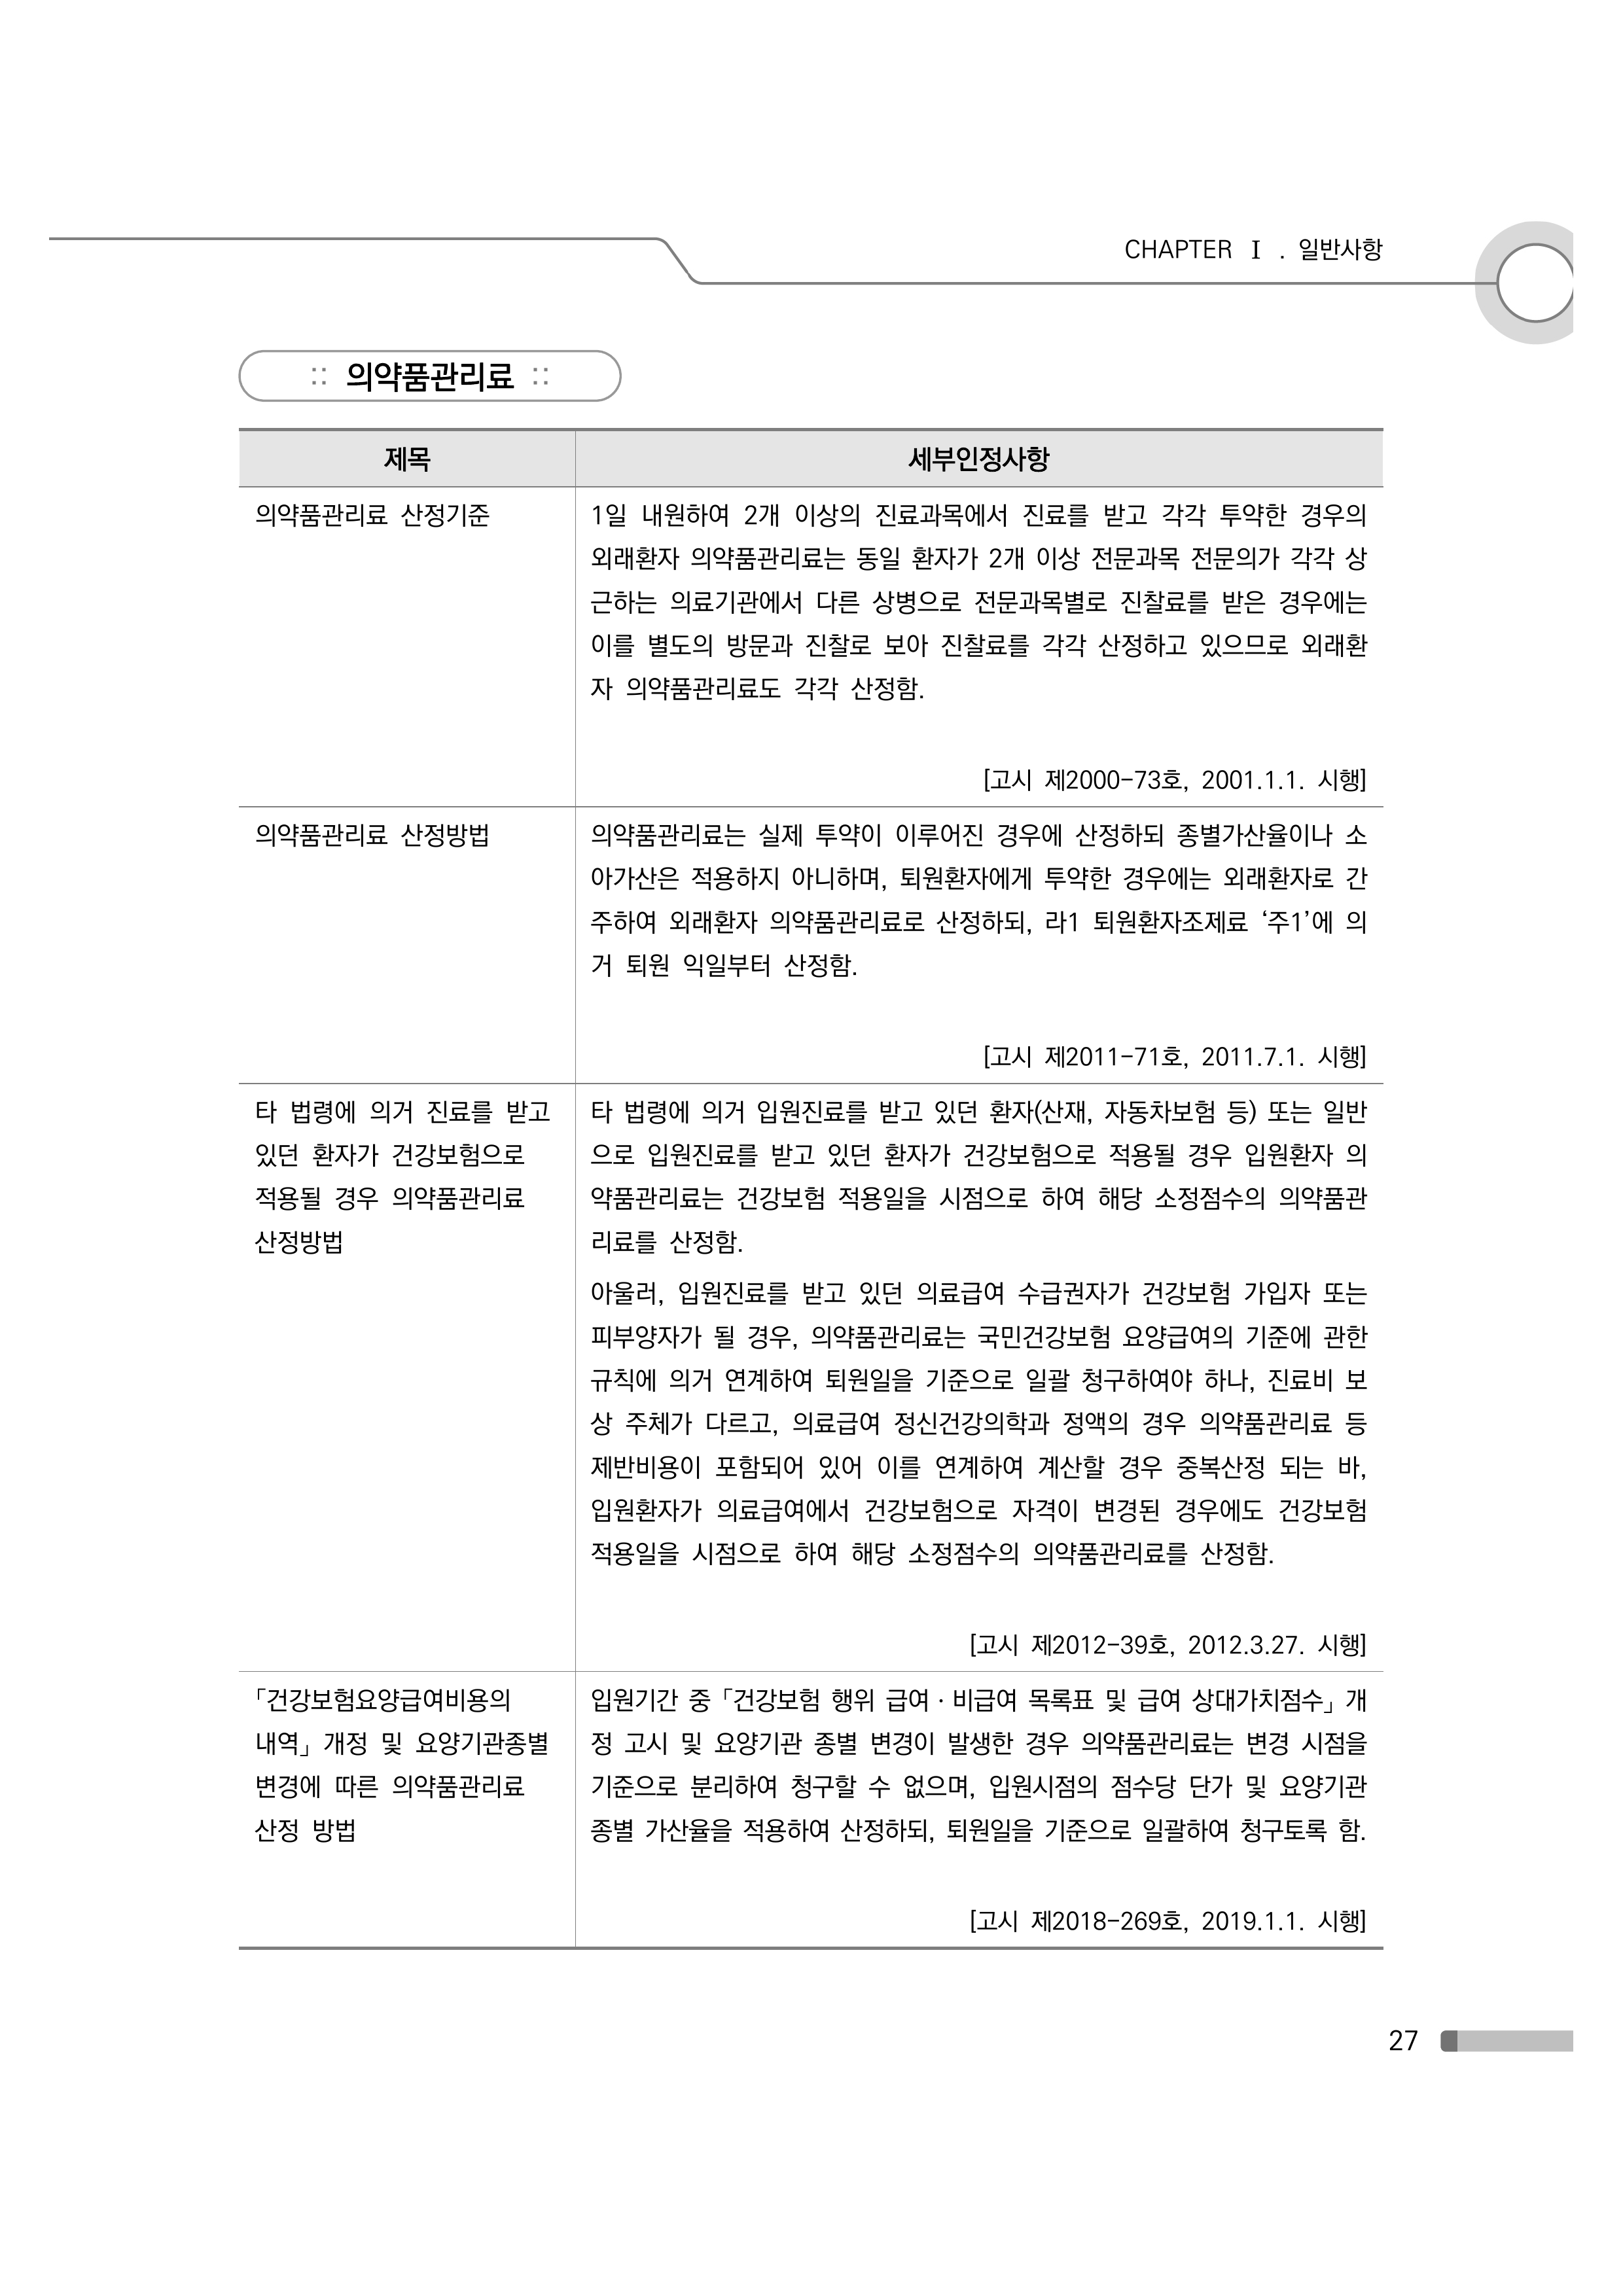 CHAPTER Ⅰ . 일반사항
:: 의약품관리료 ::
제목
세부인정사항
의약품관리료 산정기준
1일 내원하여 2개 이상의 진료과목에서 진료를 받고 각각 투약한 경우의
외래환자 의약품관리료는 동일 환자가 2개 이상 전문과목 전문의가 각각 상
근하는 의료기관에서 다른 상병으로 전문과목별로 진찰료를 받은 경우에는
이를 별도의 방문과 진찰로 보아 진찰료를 각각 산정하고 있으므로 외래환
자 의약품관리료도 각각 산정함.
[고시 제2000-73호, 2001.1.1. 시행]
의약품관리료 산정방법
의약품관리료는 실제 투약이 이루어진 경우에 산정하되 종별가산율이나 소
아가산은 적용하지 아니하며, 퇴원환자에게 투약한 경우에는 외래환자로 간
주하여 외래환자 의약품관리료로 산정하되, 라1 퇴원환자조제료 ‘주1’에 의
거 퇴원 익일부터 산정함.
[고시 제2011-71호, 2011.7.1. 시행]
타 법령에 의거 진료를 받고
있던 환자가 건강보험으로
적용될 경우 의약품관리료
산정방법
타 법령에 의거 입원진료를 받고 있던 환자(산재, 자동차보험 등) 또는 일반
으로 입원진료를 받고 있던 환자가 건강보험으로 적용될 경우 입원환자 의
약품관리료는 건강보험 적용일을 시점으로 하여 해당 소정점수의 의약품관
리료를 산정함.
아울러, 입원진료를 받고 있던 의료급여 수급권자가 건강보험 가입자 또는
피부양자가 될 경우, 의약품관리료는 국민건강보험 요양급여의 기준에 관한
규칙에 의거 연계하여 퇴원일을 기준으로 일괄 청구하여야 하나, 진료비 보
상 주체가 다르고, 의료급여 정신건강의학과 정액의 경우 의약품관리료 등
제반비용이 포함되어 있어 이를 연계하여 계산할 경우 중복산정 되는 바,
입원환자가 의료급여에서 건강보험으로 자격이 변경된 경우에도 건강보험
적용일을 시점으로 하여 해당 소정점수의 의약품관리료를 산정함.
[고시 제2012-39호, 2012.3.27. 시행]
「건강보험요양급여비용의
내역」 개정 및 요양기관종별
변경에 따른 의약품관리료
산정 방법
입원기간 중 「건강보험 행위 급여·비급여 목록표 및 급여 상대가치점수」 개
정 고시 및 요양기관 종별 변경이 발생한 경우 의약품관리료는 변경 시점을
기준으로 분리하여 청구할 수 없으며, 입원시점의 점수당 단가 및 요양기관
종별 가산율을 적용하여 산정하되, 퇴원일을 기준으로 일괄하여 청구토록 함.
[고시 제2018-269호, 2019.1.1. 시행]
27